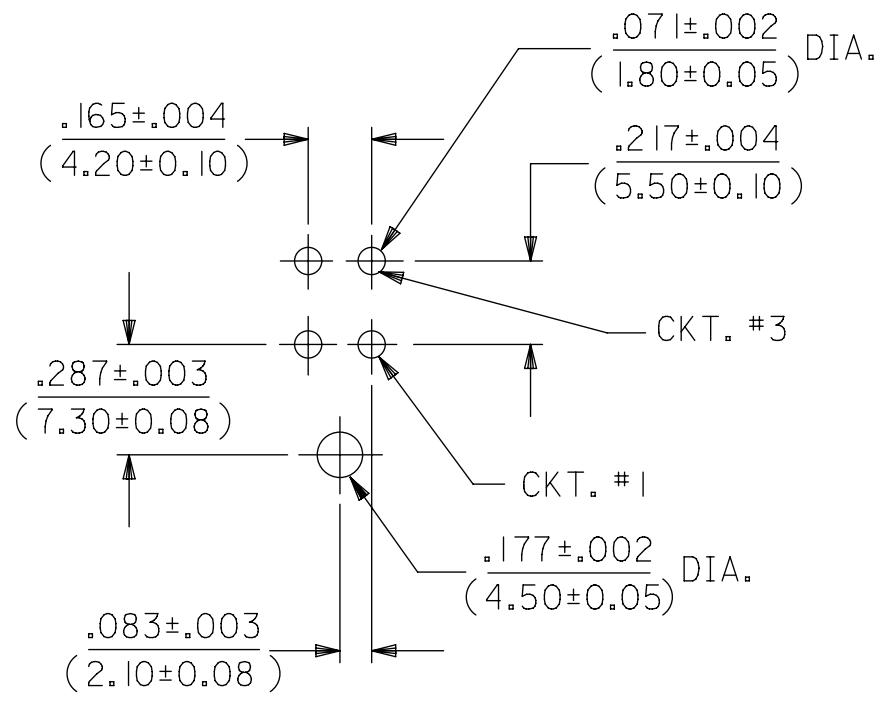 .071±.002
(1.80±0.05) DIA.
.165±.004
(4.20±0.10)
.217±.004
(5.50±0.10)
CKT. #3
.287±.003
(7.30±0.08)
CKT. #1
.177±.002
(4.50±0.05) DIA.
.083±.003
(2.10±0.08)